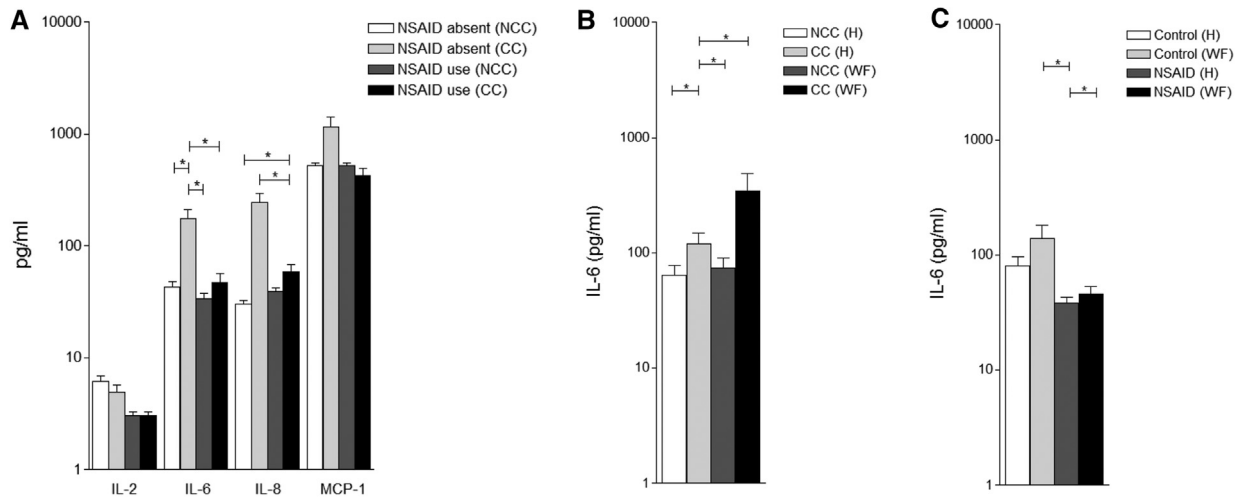 A
10000
1000
100
10
1
pg/ml
NSAID absent (NCC)
NSAID absent (CC)
NSAID use (NCC)
NSAID use (CC)
*
*
*
*
*
IL-2
IL-6
IL-8
MCP-1
B
10000
1000
100
10
1
IL-6 (pg/ml)
NCC (H)
CC (H)
NCC (WF)
CC (WF)
*
*
*
C
10000
1000
100
10
1
IL-6 (pg/ml)
Control (H)
Control (WF)
NSAID (H)
NSAID (WF)
*
*